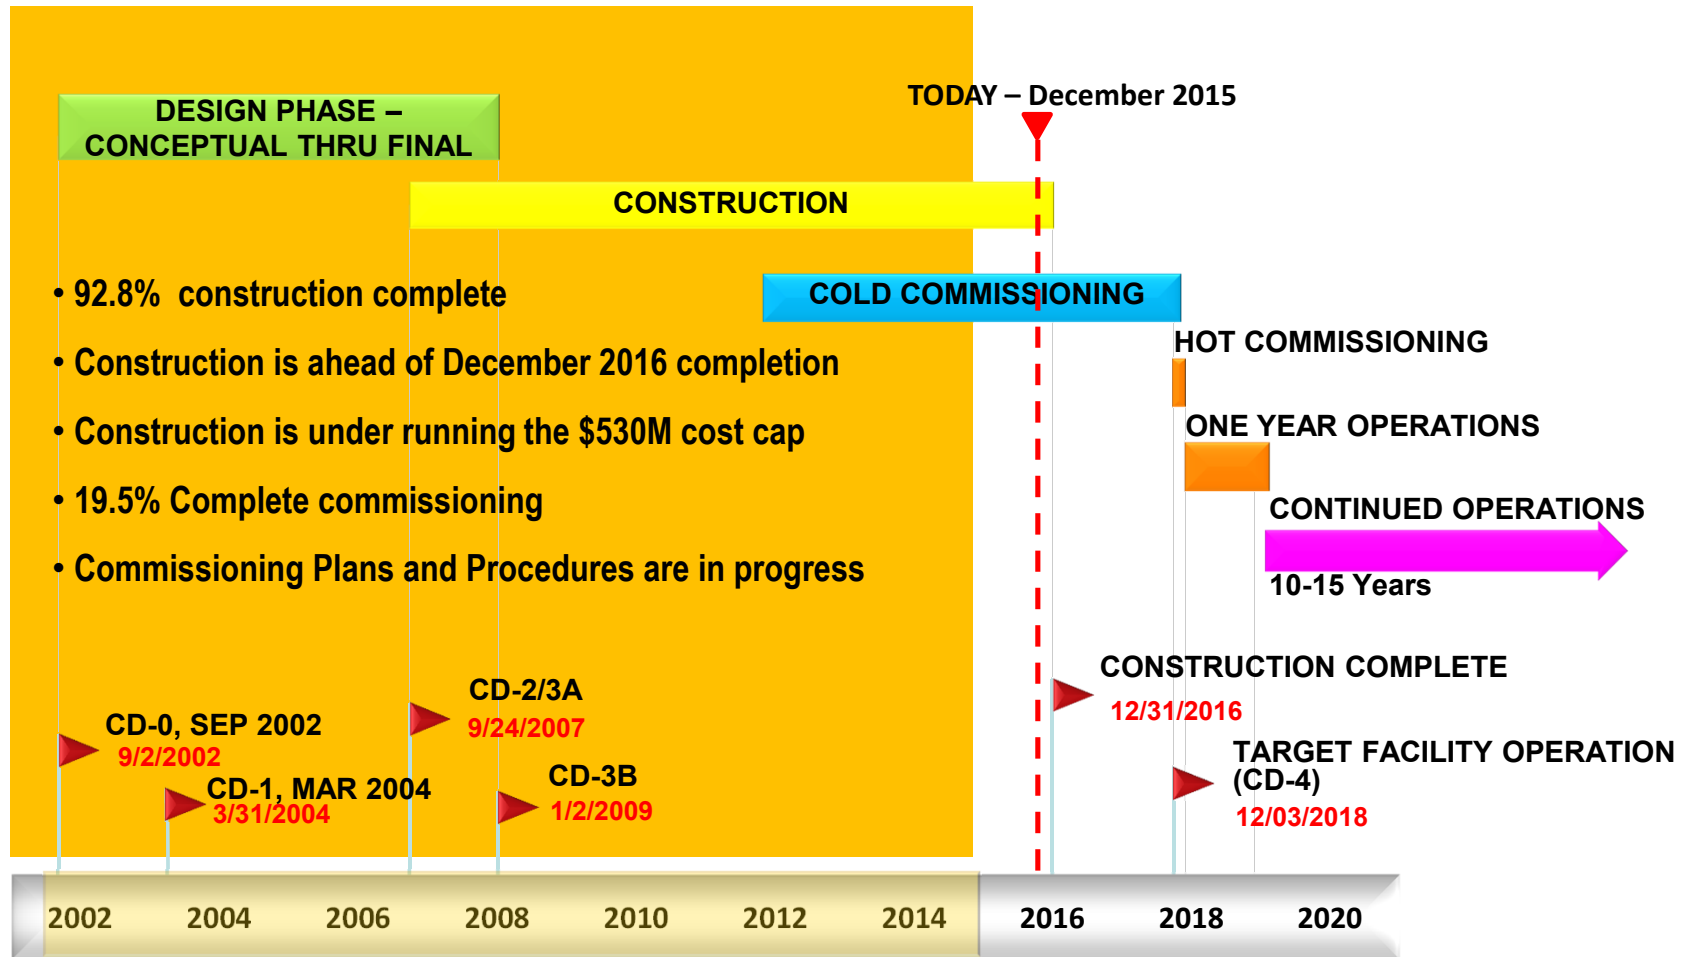 TODAY – December 2015
DESIGN PHASE –
CONCEPTUAL THRU FINAL
CONSTRUCTION
COLD COMMISSIONING
• 92.8% construction complete
HOT COMMISSIONING
• Construction is ahead of December 2016 completion
• Construction is under running the $530M cost cap
ONE YEAR OPERATIONS
• 19.5% Complete commissioning
CONTINUED OPERATIONS
• Commissioning Plans and Procedures are in progress
10-15 Years
CONSTRUCTION COMPLETE
12/31/2016
CD-2/3A
9/24/2007
CD-0, SEP 2002
9/2/2002
TARGET FACILITY OPERATION
(CD-4)
12/03/2018
CD-3B
1/2/2009
CD-1, MAR 2004
3/31/2004
2002 2004 2006 2008 2010 2012 2014 2016 2018 2020